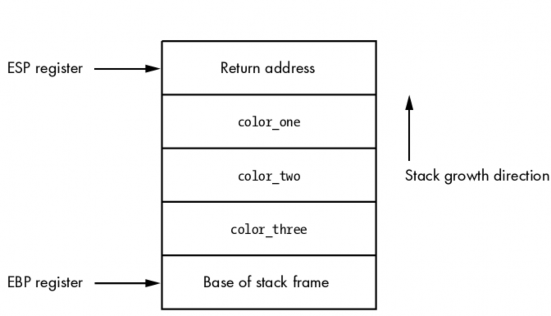 ESP register
Return address
color_one
color_two
Stack growth direction
color_three
EBP register
Base of stack frame